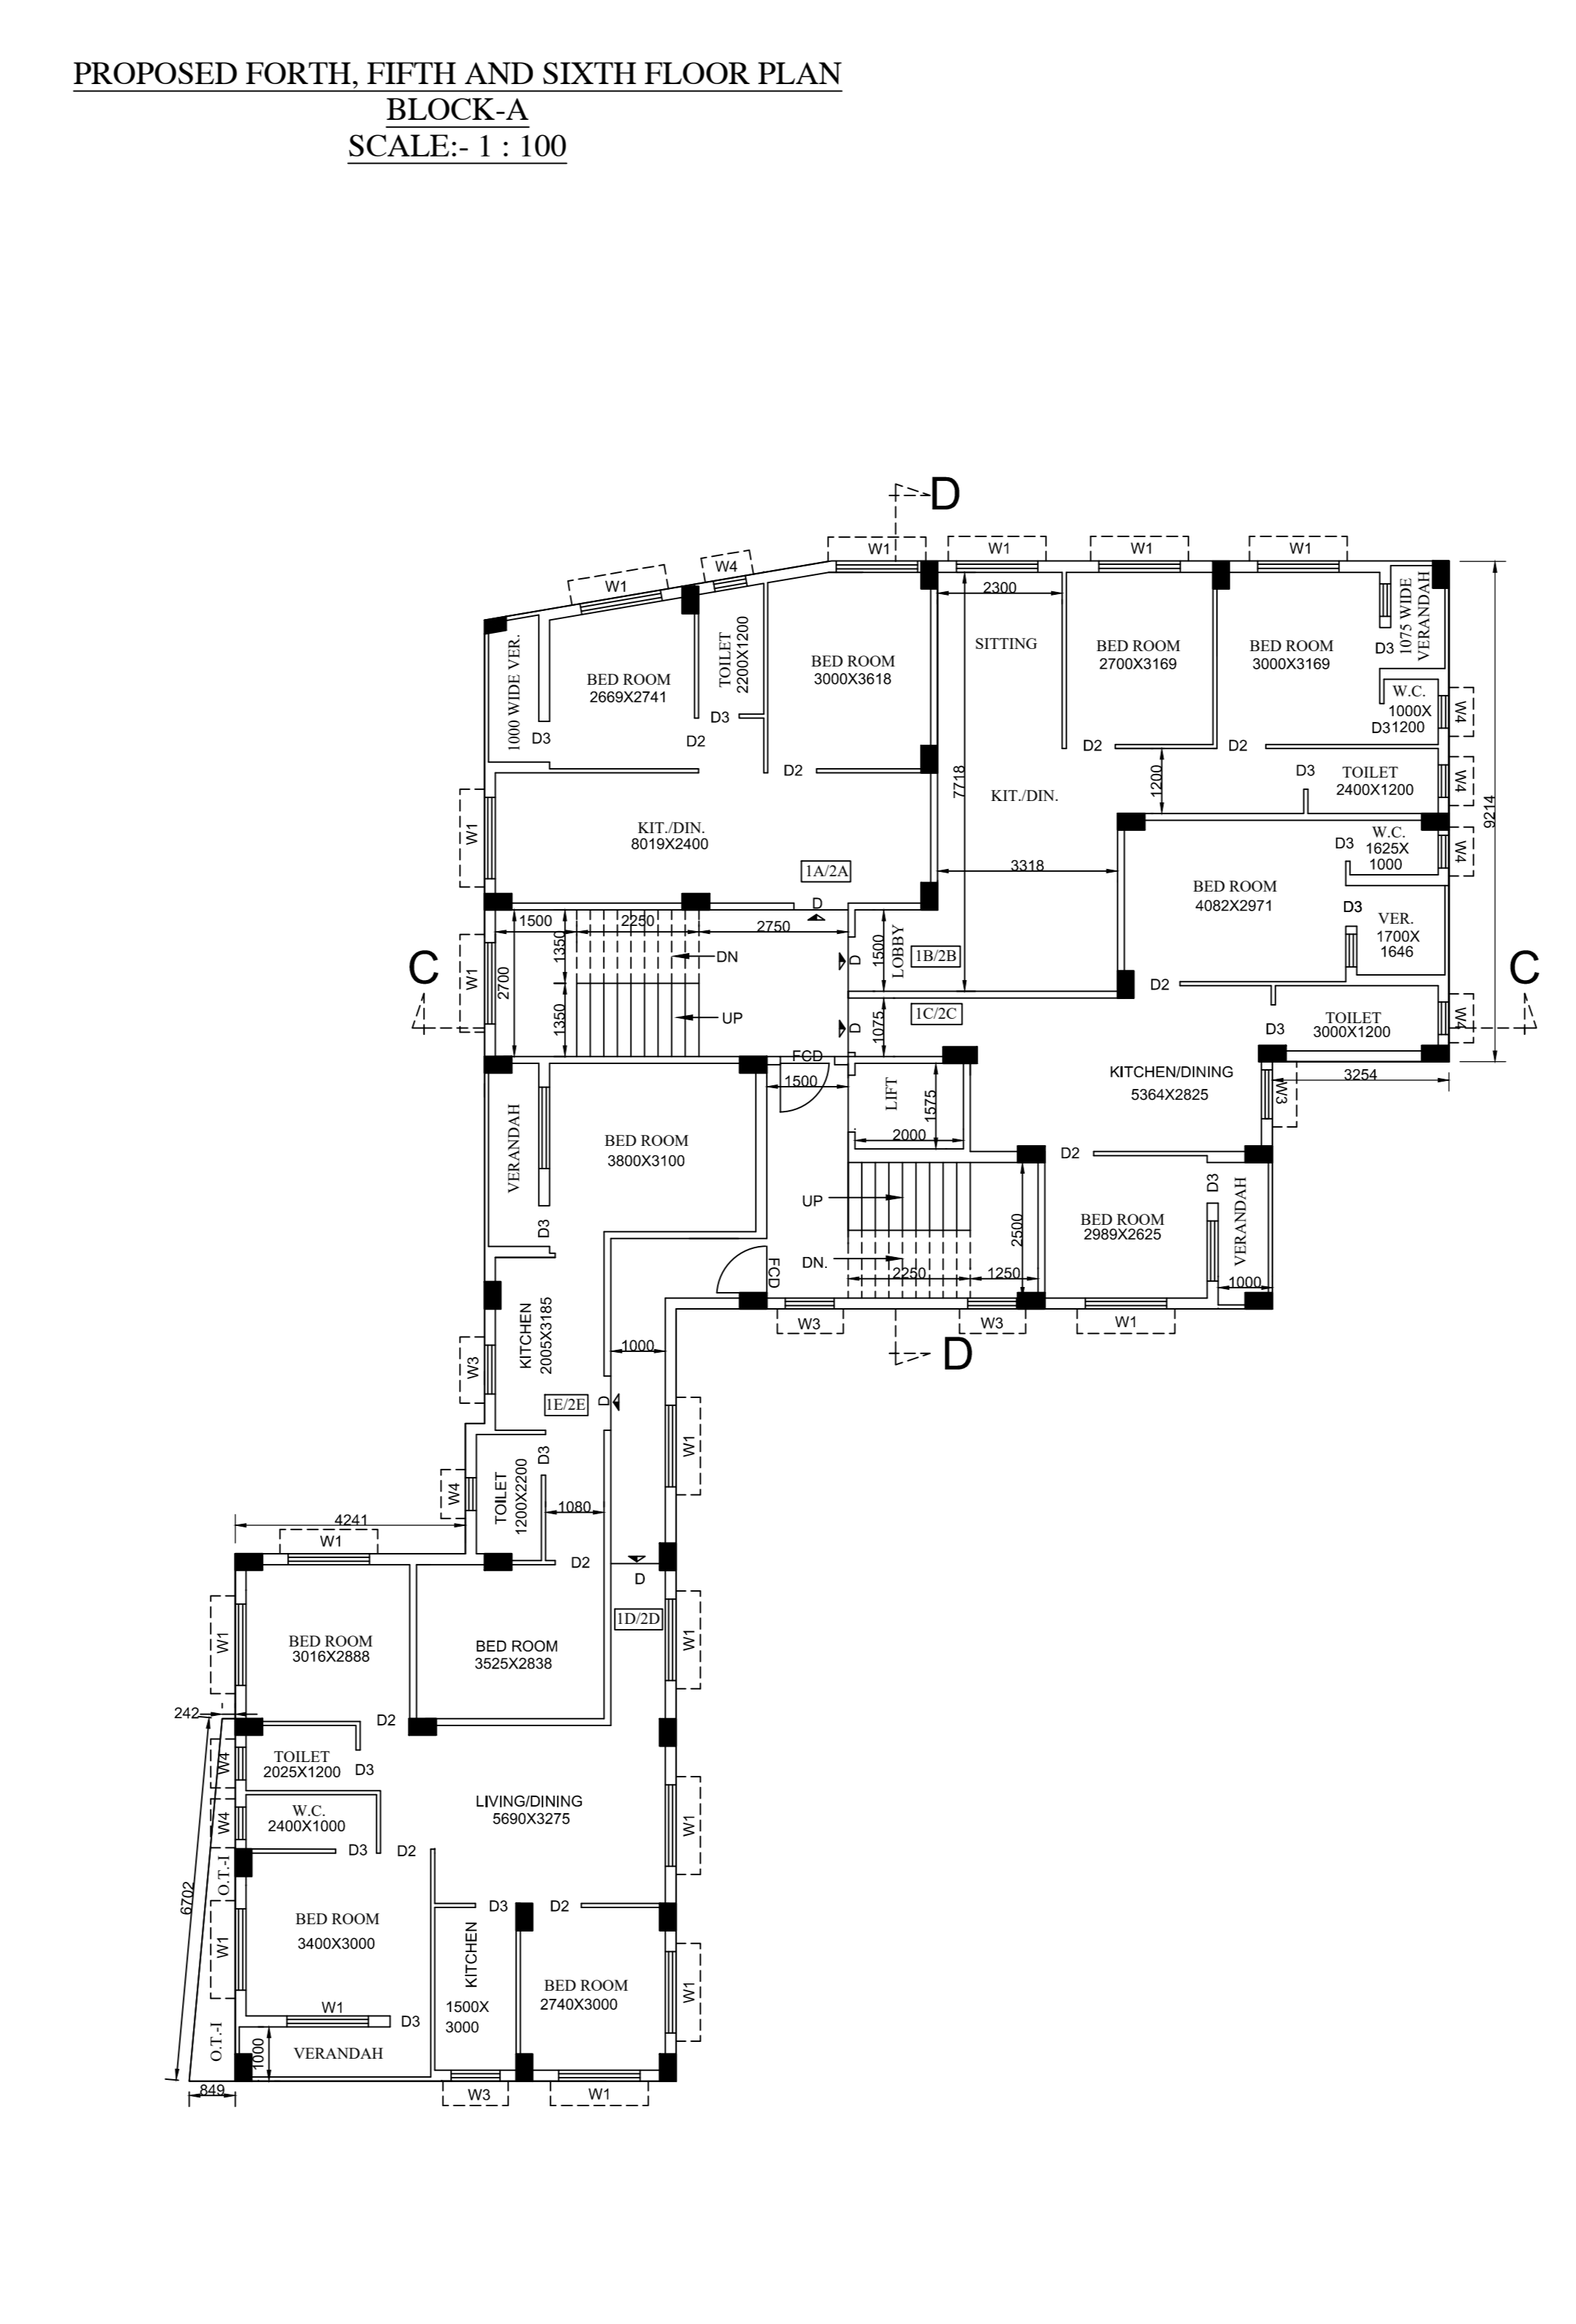 PROPOSED FORTH, FIFTH AND SIXTH FLOOR PLAN
BLOCK-A
SCALE:- 1 : 100
D
W1
W1
W1
W1
W4
W1
2300
1075 WIDE
VERANDAH
D3
SITTING
BED ROOM
2700X3169
BED ROOM
3000X3169
TOILET
2200X1200
BED ROOM
3000X3618
1000 WIDE VER.
BED ROOM
2669X2741
D3
D3
D2
D2
W.C.
1000X
1200
D3
W4
D2
D2
1200
D3
TOILET
2400X1200
W4
7718
KIT./DIN.
9214
W1
KIT./DIN.
8019X2400
1A/2A
D
3318
D3
W.C.
1625X
1000
W4
BED ROOM
4082X2971
D3
VER.
1700X
1646
1500
2250
2750
1350
1350
2700
DN
UP
D
1500
LOBBY
1B/2B
C
W1
C
D2
D
1075
1C/2C
D3
TOILET
3000X1200
W4
FCD
1500
LIFT
1575
2000
KITCHEN/DINING
5364X2825
W3
3254
VERANDAH
D3
BED ROOM
3800X3100
D2
UP
DN.
2500
2250
1250
BED ROOM
2989X2625
D3
VERANDAH
1000
FCD
W3
W3
W1
D
KITCHEN
2005X3185
W3
1000
1E/2E
D
W1
D3
TOILET
1200X2200
W4
1080
4241
W1
D2
D
1D/2D
W1
W1
BED ROOM
3016X2888
BED ROOM
3525X2838
242
D2
W4
TOILET
2025X1200
D3
LIVING/DINING
5690X3275
W1
W4
W.C.
2400X1000
D3
D2
O.T.-I
6702
D3
D2
BED ROOM
3400X3000
W1
KITCHEN
1500X
3000
BED ROOM
2740X3000
W1
W1
D3
O.T.-I
1000
VERANDAH
849
W3
W1